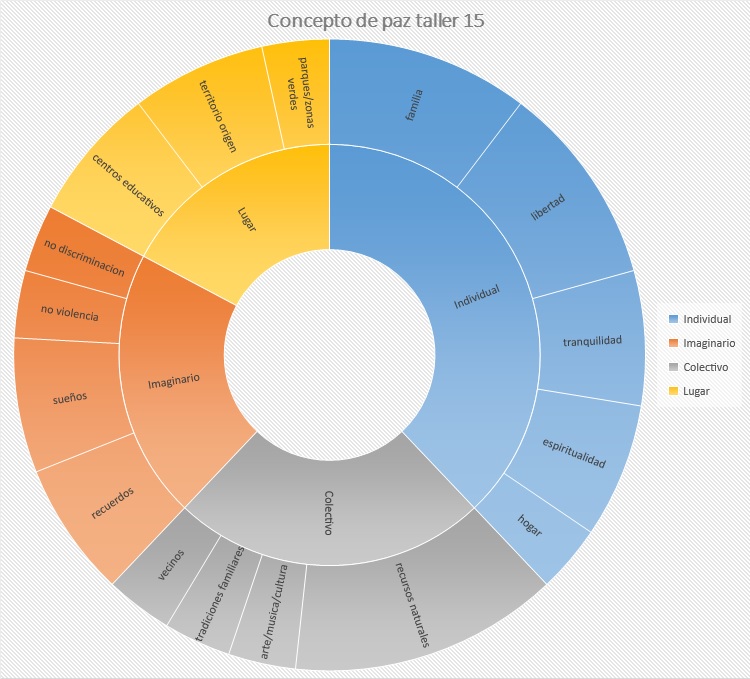 Concepto de paz taller 15
familia
libertad
tranquilidad
espiritualidad
hogar
recursos naturales
arte/musica/cultura
tradiciones familiares
vecinos
recuerdos
sueños
no violencia
no discriminacion
centros educativos
territorio origen
parques/zonas
verdes
Individual
Colectivo
Imaginario
Lugar
Individual
Imaginario
Colectivo
Lugar